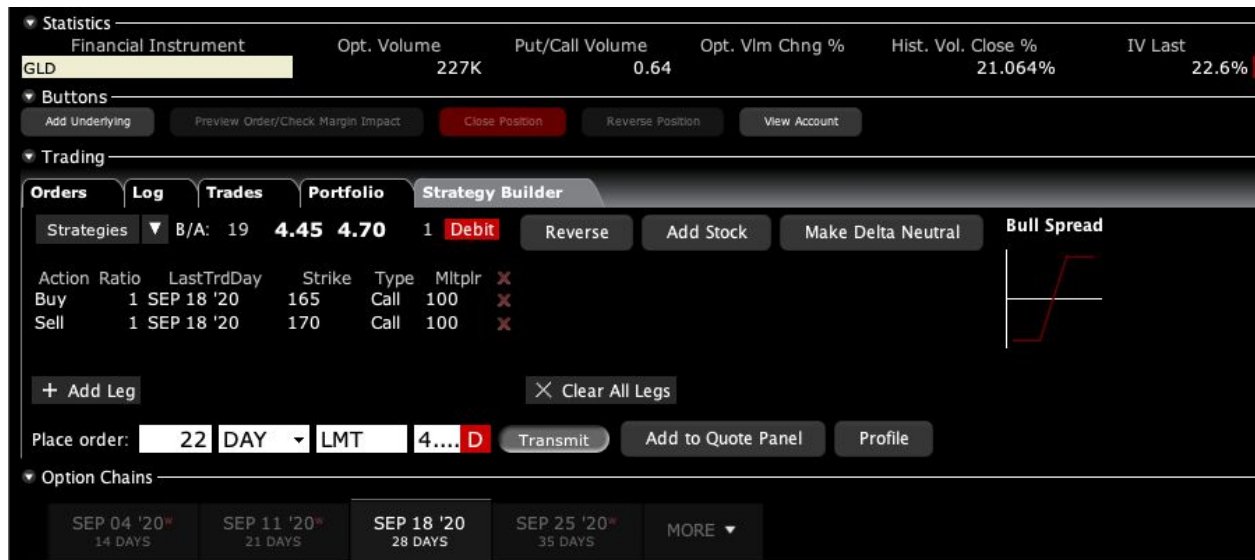 Statistics
Financial Instrument Opt. Volume Put/Call Volume Opt. Vlm Chng % Hist. Vol. Close % IV Last
GLD 227K 0.64 21.064% 22.6%
Buttons
Add Underlying Preview Order/Check Margin Impact Close Position Reverse Position View Account
Trading
Orders Log Trades Portfolio Strategy Builder
Strategies ▼ B/A: 19 4.45 4.70 1 Debit Reverse Add Stock Make Delta Neutral Bull Spread
Action Ratio LastTrdDay Strike Type Mltplr X
Buy 1 SEP 18 '20 165 Call 100 X
Sell 1 SEP 18 '20 170 Call 100 X
+ Add Leg X Clear All Legs
Place order: 22 DAY LMT 4.... D Transmit Add to Quote Panel Profile
Option Chains
SEP 04 '20w SEP 11 '20w SEP 18 '20 SEP 25 '20w MORE ▼
14 DAYS 21 DAYS 28 DAYS 35 DAYS